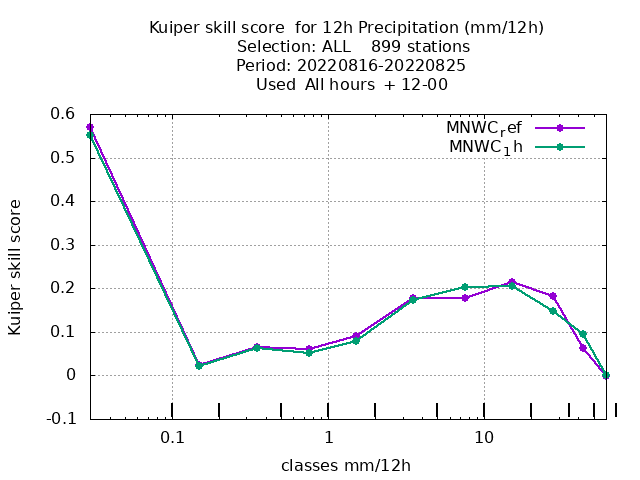 Kuiper skill score  for 12h Precipitation (mm/12h)
Selection: ALL    899 stations
Period: 20220816-20220825
Used  All hours  + 12-00
MNWCref
MNWC1h
0.6
0.5
0.4
0.3
0.2
0.1
0
-0.1
Kuiper skill score
0.1 1 10
classes mm/12h